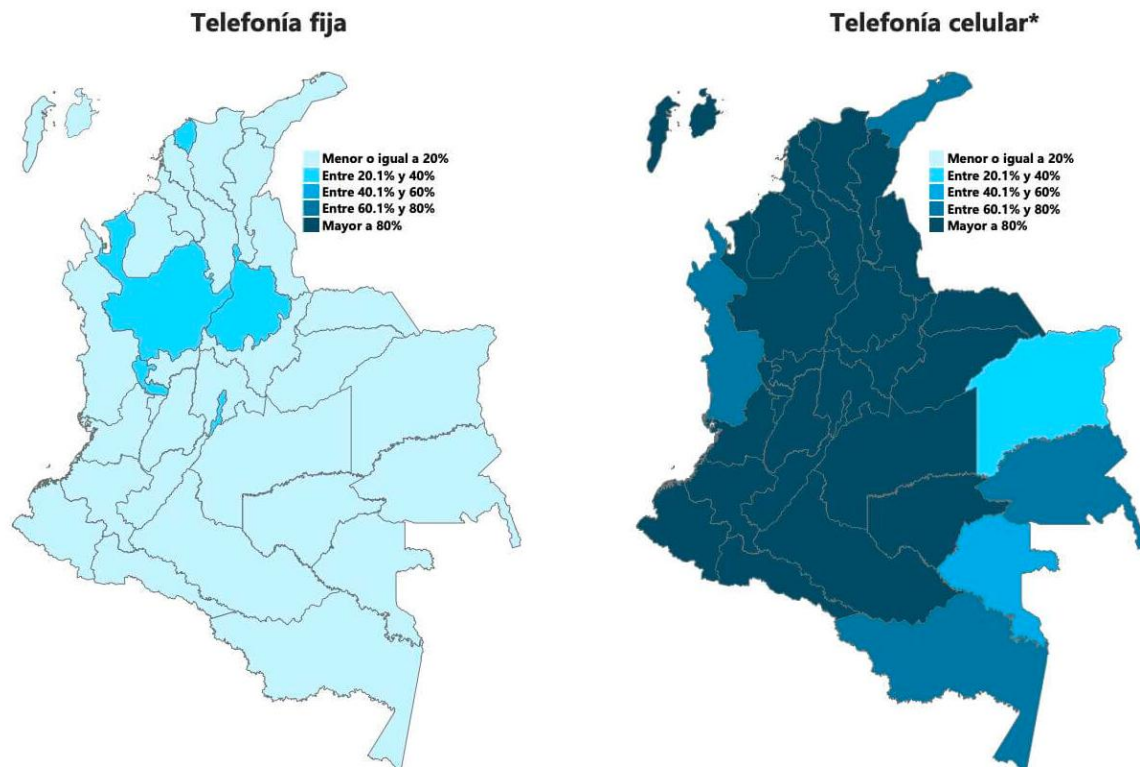 Telefonía fija
Telefonía celular*
Menor o igual a 20%
Entre 20.1% y 40%
Entre 40.1% y 60%
Entre 60.1% y 80%
Mayor a 80%
Menor o igual a 20%
Entre 20.1% y 40%
Entre 40.1% y 60%
Entre 60.1% y 80%
Mayor a 80%